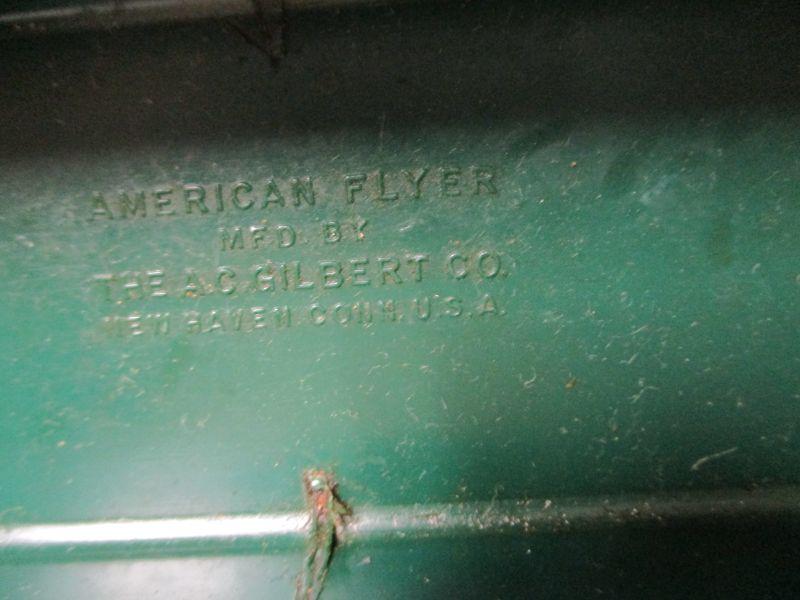 AMERICAN FLYER
MFD. BY
THE A.C. GILBERT CO.
NEW HAVEN, CONN. U.S.A.